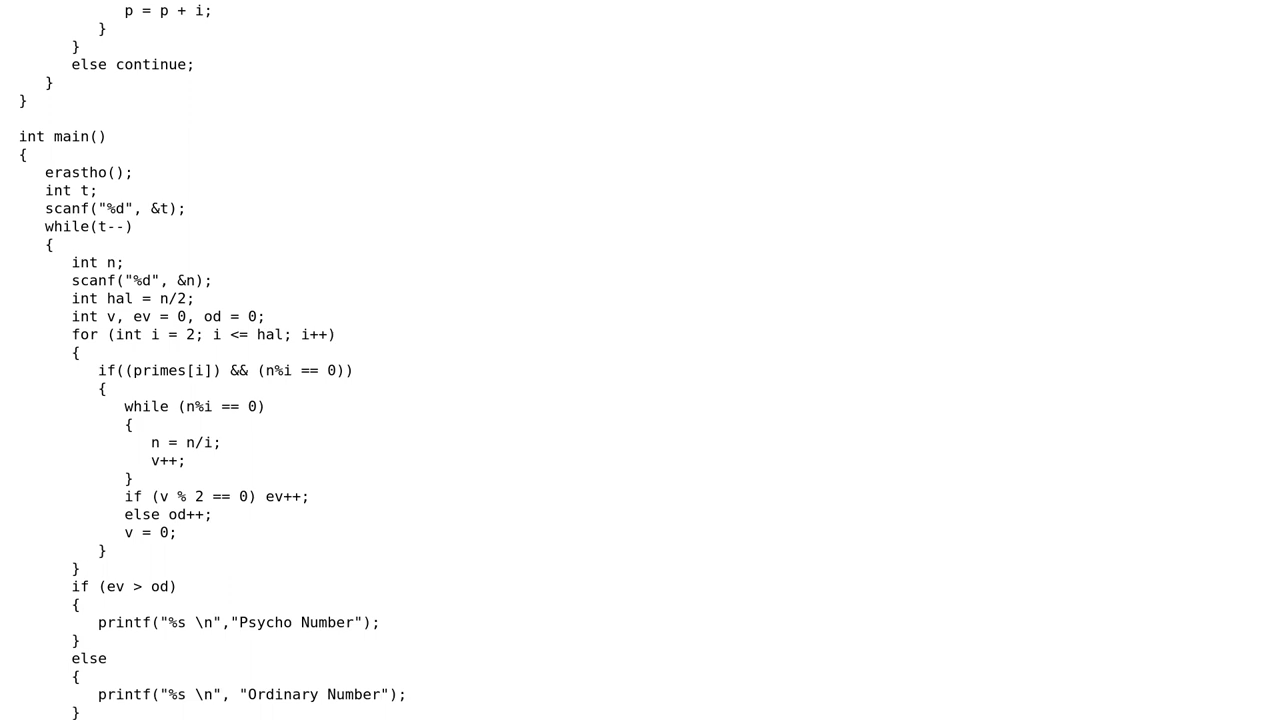 p = p + i;
         }
      }
      else continue;
   }
}

int main()
{
   erastho();
   int t;
   scanf("%d", &t);
   while(t--)
   {
      int n;
      scanf("%d", &n);
      int hal = n/2;
      int v, ev = 0, od = 0;
      for (int i = 2; i <= hal; i++)
      {
         if((primes[i]) && (n%i == 0))
         {
            while (n%i == 0)
            {
               n = n/i;
               v++;
            }
            if (v % 2 == 0) ev++;
            else od++;
            v = 0;
         }
      }
      if (ev > od)
      {
         printf("%s \n","Psycho Number");
      }
      else
      {
         printf("%s \n", "Ordinary Number");
      }